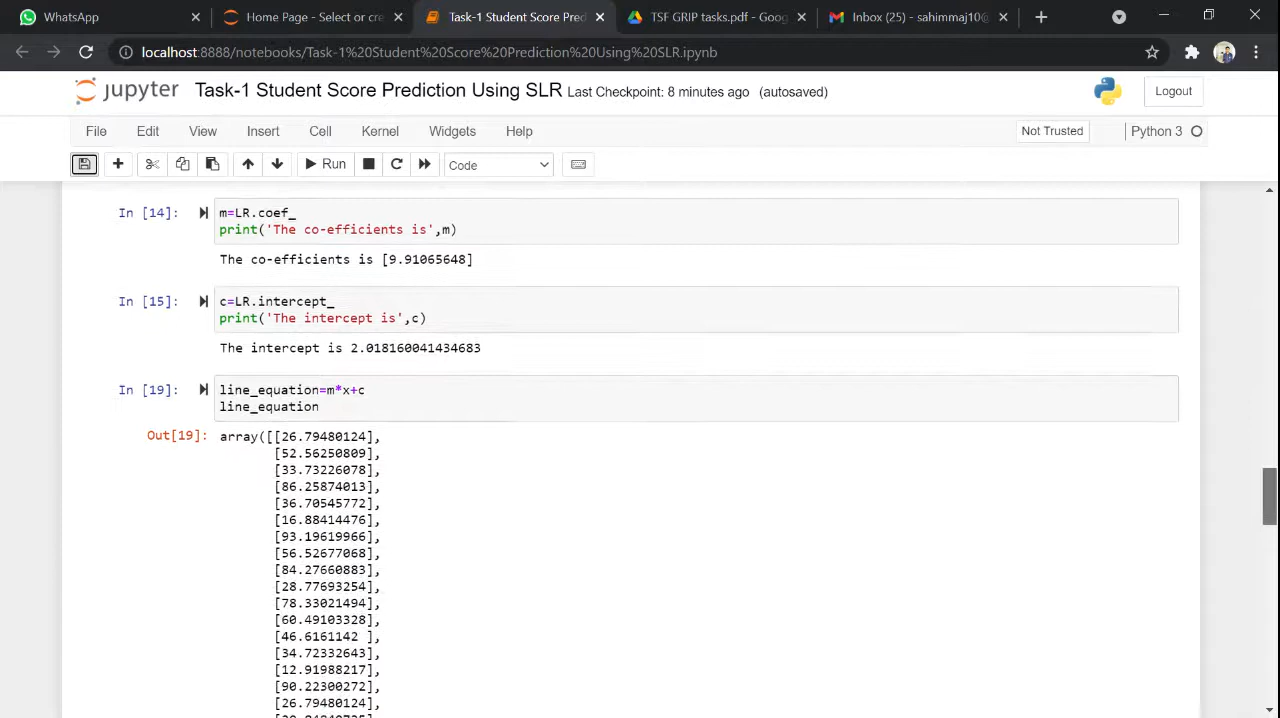 WhatsApp
Home Page - Select or cre
Task-1 Student Score Pred
TSF GRIP tasks.pdf - Goog
Inbox (25) - sahimmaj10@
localhost:8888/notebooks/Task-1%20Student%20Score%20Prediction%20Using%20SLR.ipynb
jupyter Task-1 Student Score Prediction Using SLR Last Checkpoint: 8 minutes ago (autosaved)
Logout
File Edit View Insert Cell Kernel Widgets Help
Not Trusted
Python 3
Run
Code
In [14]: m=LR.coef_
print('The co-efficients is',m)
The co-efficients is [9.91065648]
In [15]: c=LR.intercept_
print('The intercept is',c)
The intercept is 2.018160041434683
In [19]: line_equation=m*x+c
line_equation
Out[19]: array([[26.79480124],
[52.56250809],
[33.73226078],
[86.25874013],
[36.70545772],
[16.88414476],
[93.19619966],
[56.52677068],
[84.27660883],
[28.77693254],
[78.33021494],
[60.49103328],
[46.6161142 ],
[34.72332643],
[12.91988217],
[90.22300272],
[26.79480124],